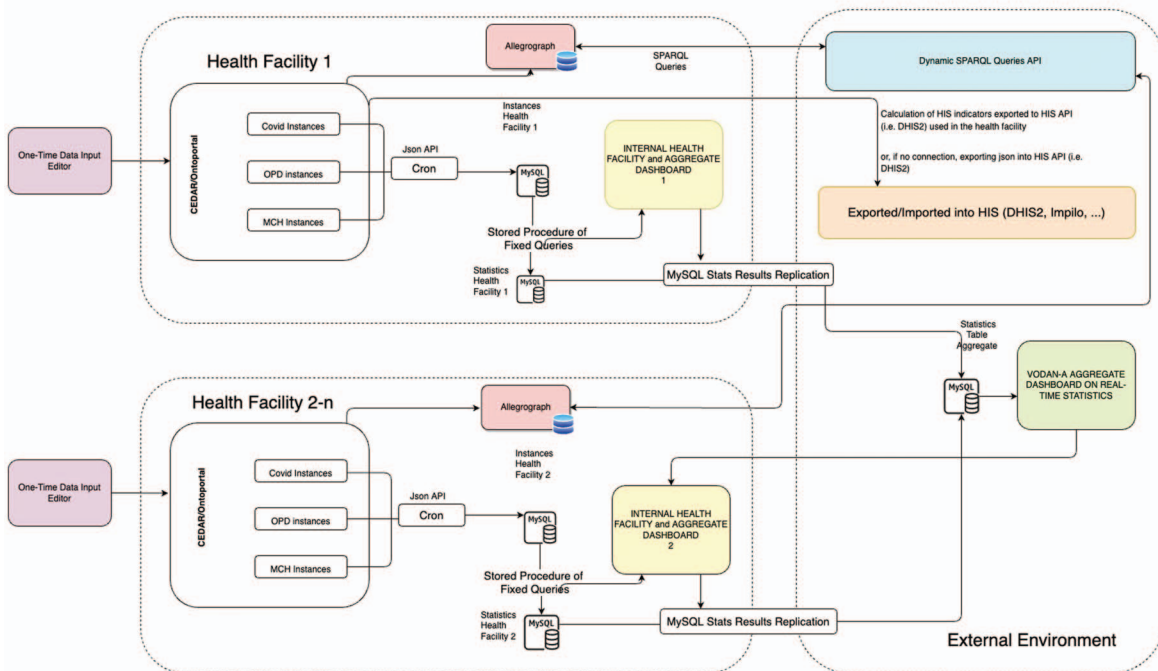 Health Facility 1
Allegrograph
SPARQL
Queries
Dynamic SPARQL Queries API
One-Time Data Input
Editor
CEDAR/Ontoportal
Covid Instances
OPD instances
MCH Instances
Json API
Cron
Instances
Health
Facility 1
MySQL
Stored Procedure of
Fixed Queries
Statistics
Health
Facility 1
MySQL
INTERNAL HEALTH
FACILITY and AGGREGATE
DASHBOARD
1
MySQL Stats Results Replication
Calculation of HIS indicators exported to HIS API
(i.e. DHIS2) used in the health facility
or, if no connection, exporting json into HIS API (i.e.
DHIS2)
Exported/Imported into HIS (DHIS2, Impilo, ...)
Statistics
Table
Aggregate
MySQL
VODAN-A AGGREGATE
DASHBOARD ON REAL-
TIME STATISTICS
Health Facility 2-n
Allegrograph
Instances
Health
Facility 2
One-Time Data Input
Editor
CEDAR/Ontoportal
Covid Instances
OPD instances
MCH Instances
Json API
Cron
MySQL
Stored Procedure of
Fixed Queries
Statistics
Health
Facility 2
MySQL
INTERNAL HEALTH
FACILITY and AGGREGATE
DASHBOARD
2
MySQL Stats Results Replication
External Environment